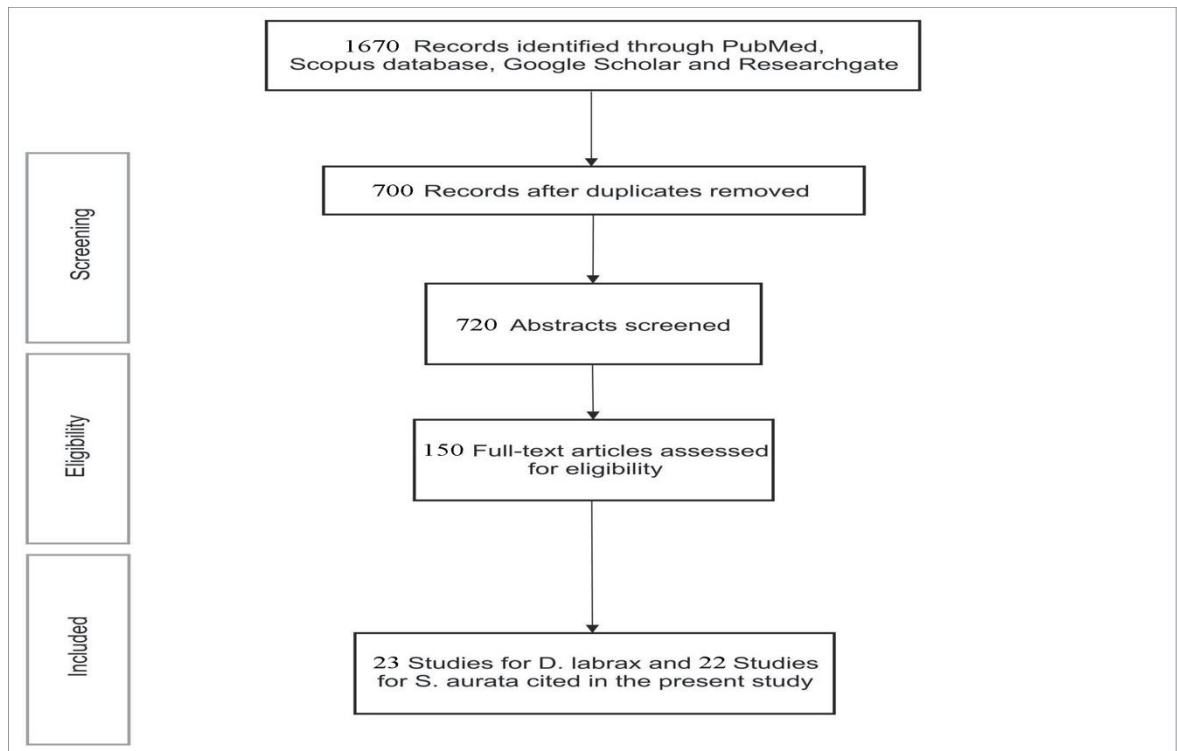 1670 Records identified through PubMed,
Scopus database, Google Scholar and Researchgate
Screening
700 Records after duplicates removed
720 Abstracts screened
Eligibility
150 Full-text articles assessed
for eligibility
Included
23 Studies for D. labrax and 22 Studies
for S. aurata cited in the present study